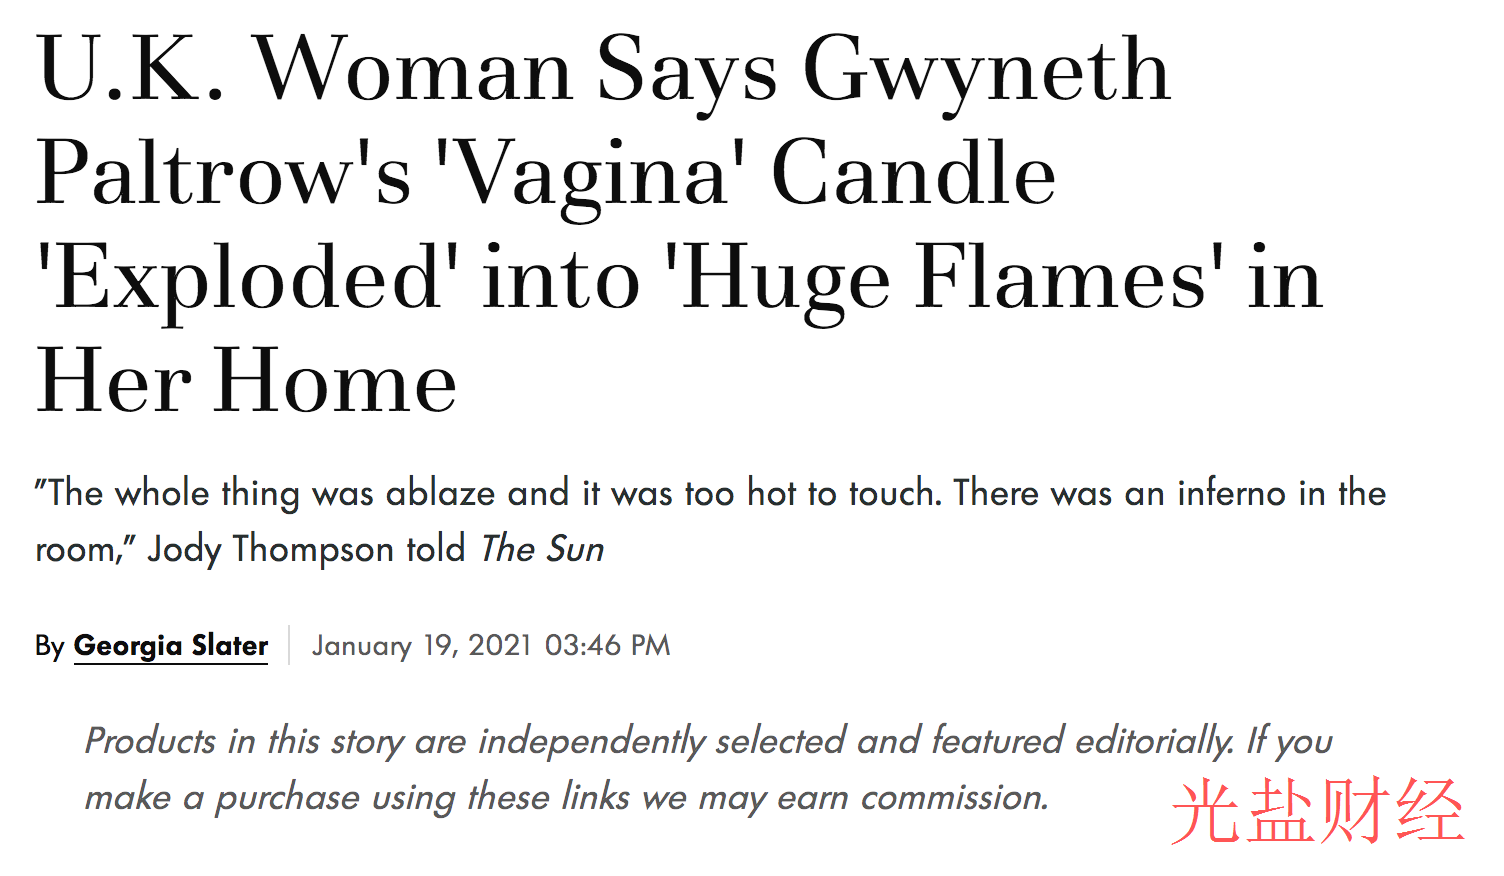 U.K. Woman Says Gwyneth
Paltrow's 'Vagina' Candle
'Exploded' into 'Huge Flames' in
Her Home
"The whole thing was ablaze and it was too hot to touch. There was an inferno in the
room,” Jody Thompson told The Sun
By Georgia Slater January 19, 2021 03:46 PM
Products in this story are independently selected and featured editorially. If you
make a purchase using these links we may earn commission.
光盐财经